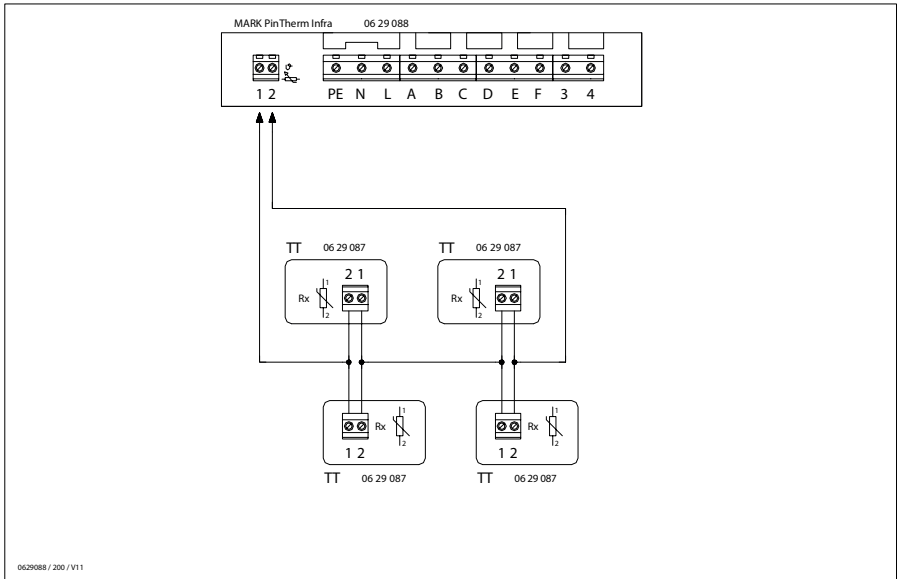 MARK PinTherm Infra 06 29 088
1 2 PE N L A B C D E F 3 4
TT 06 29 087 TT 06 29 087
2 1 2 1
1 1
Rx Rx
2 2
1 1
Rx Rx
2 2
1 2 1 2
TT 06 29 087 TT 06 29 087
0629088 / 200 / V11